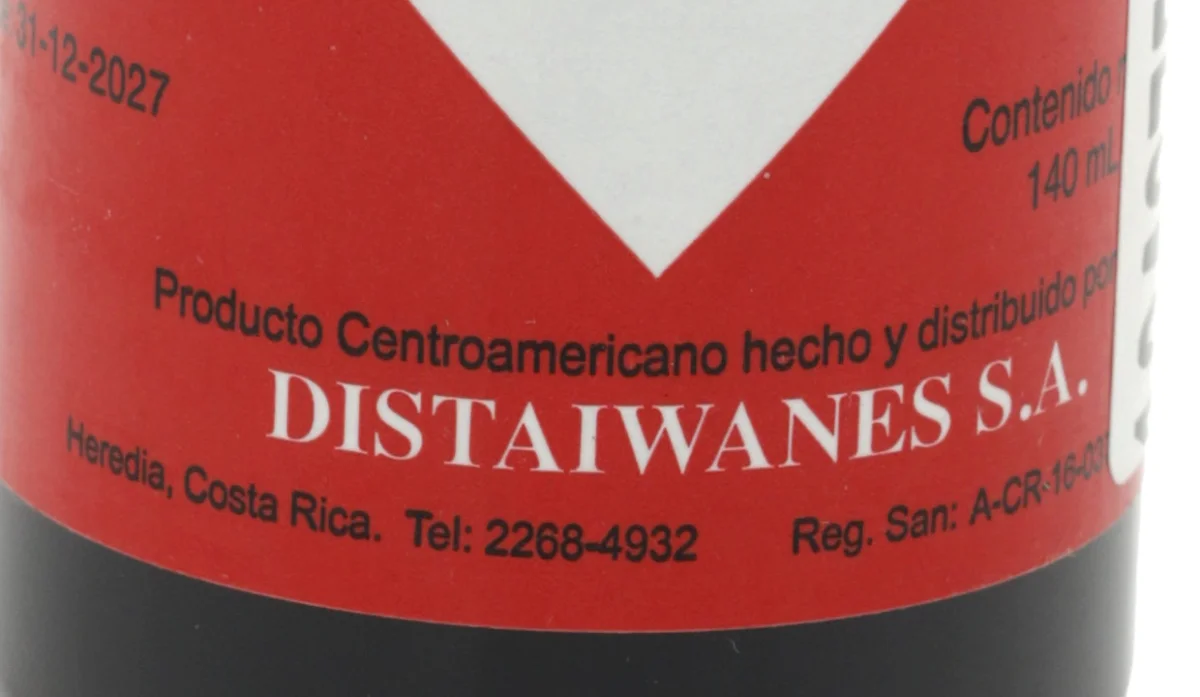 31-12-2027
Contenido
140 mL
Producto Centroamericano hecho y distribuido por
DISTAIWANES S.A.
Heredia, Costa Rica. Tel: 2268-4932 Reg. San: A-CR-16-037